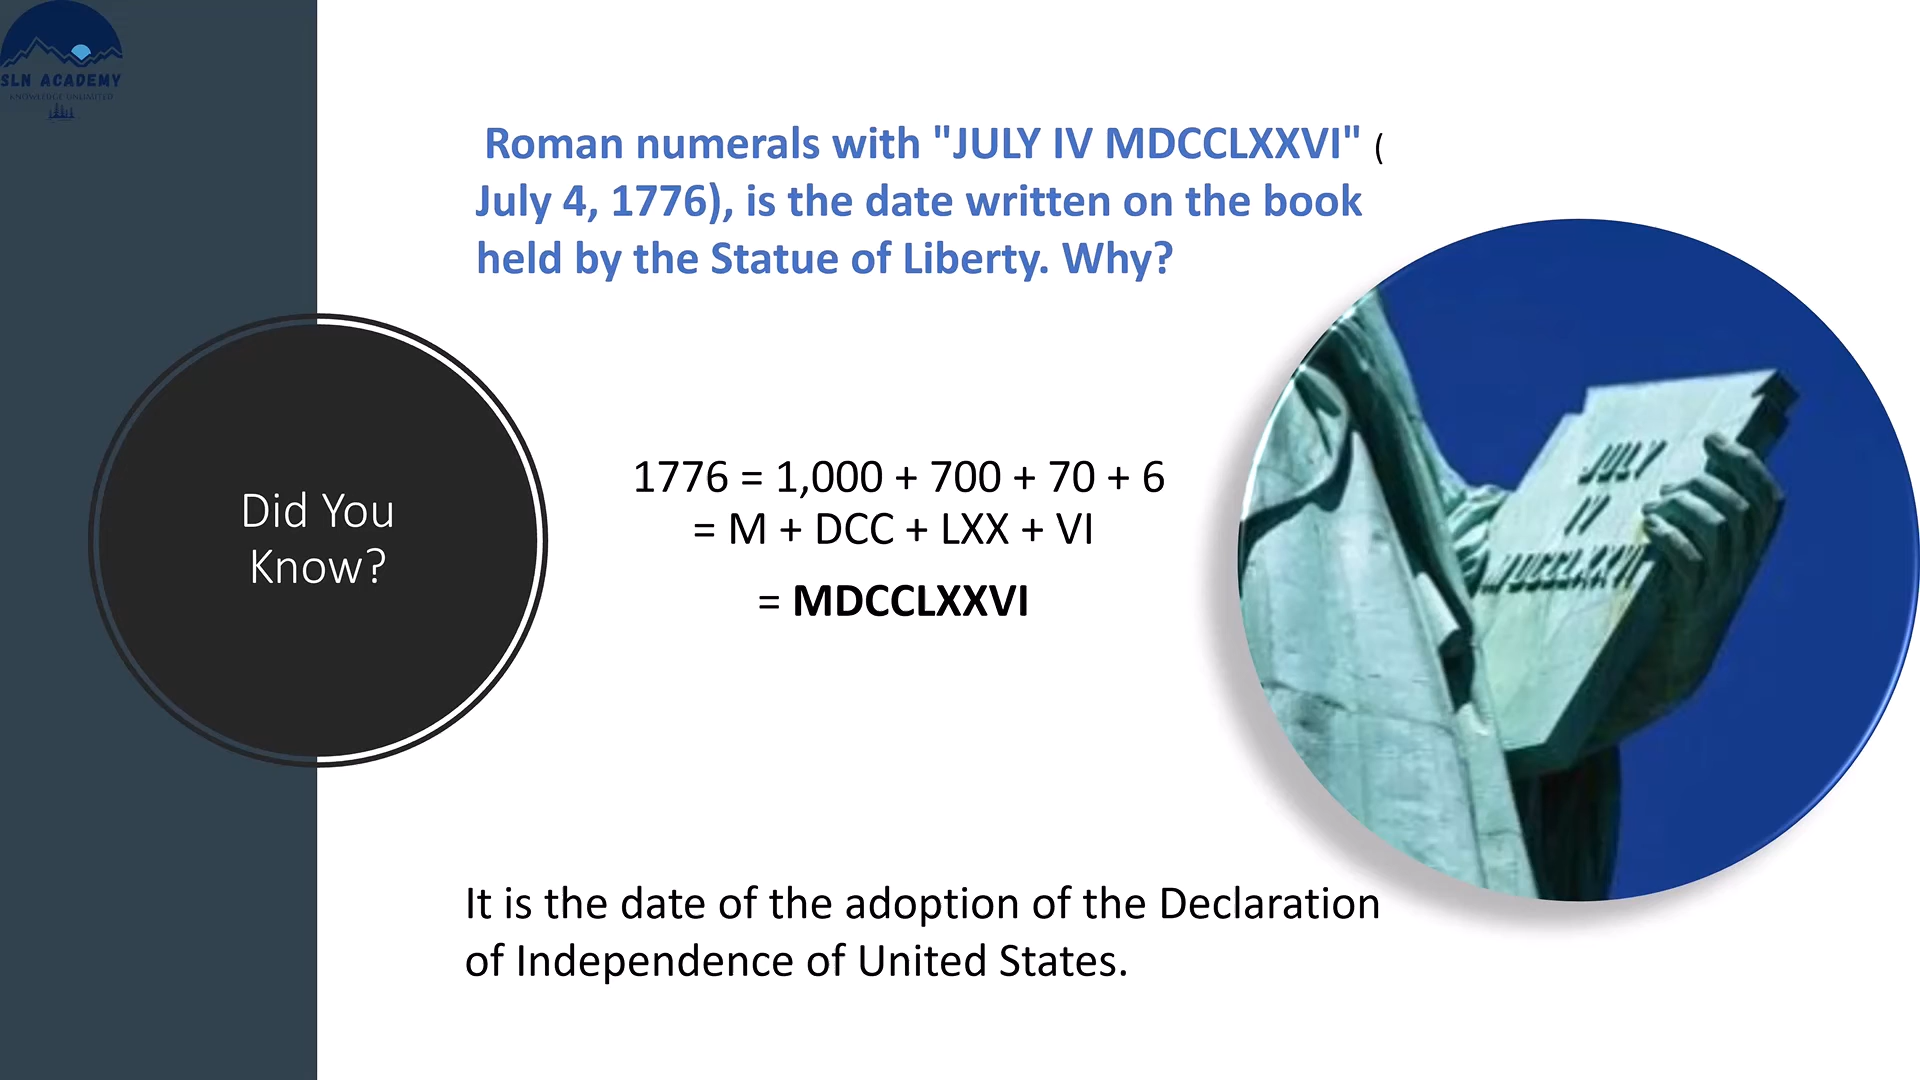 SLN ACADEMY
KNOWLEDGE UNLIMITED
Roman numerals with "JULY IV MDCCLXXVI" (
July 4, 1776), is the date written on the book
held by the Statue of Liberty. Why?
Did You
Know?
1776 = 1,000 + 700 + 70 + 6
= M + DCC + LXX + VI
= MDCCLXXVI
JULY
IV
MDCCLXXVI
It is the date of the adoption of the Declaration
of Independence of United States.